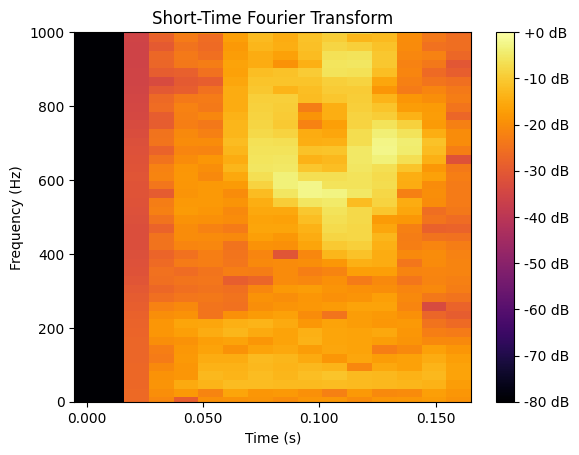 Short-Time Fourier Transform
1000
800
600
400
200
0
Frequency (Hz)
0.000
0.050
0.100
0.150
Time (s)
+0 dB
-10 dB
-20 dB
-30 dB
-40 dB
-50 dB
-60 dB
-70 dB
-80 dB